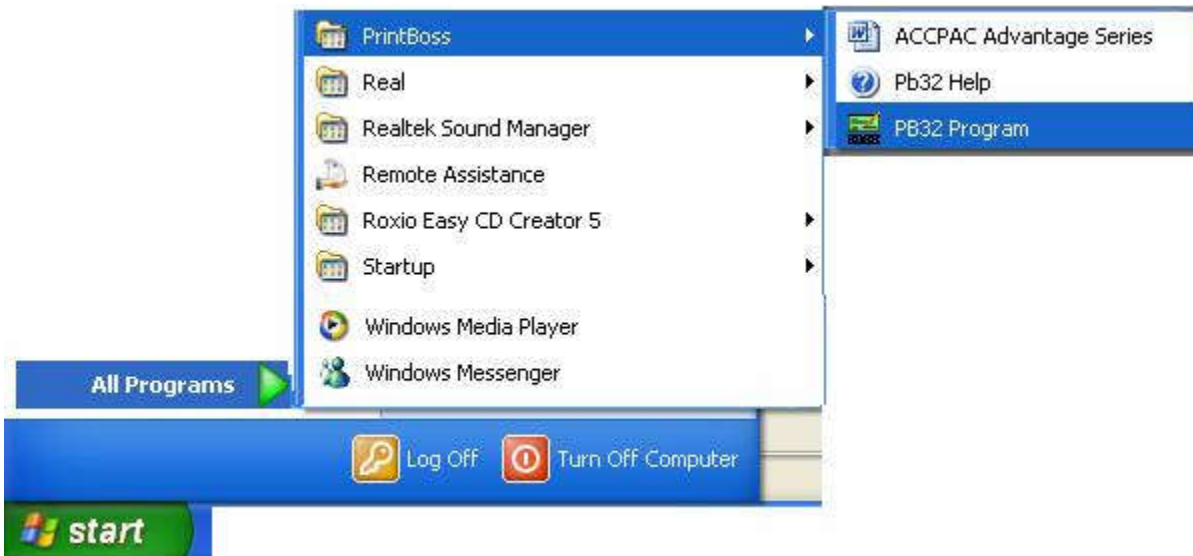 PrintBoss
Real
Realtek Sound Manager
Remote Assistance
Roxio Easy CD Creator 5
Startup
Windows Media Player
Windows Messenger
ACCPAC Advantage Series
Pb32 Help
PB32 Program
All Programs
Log Off
Turn Off Computer
start